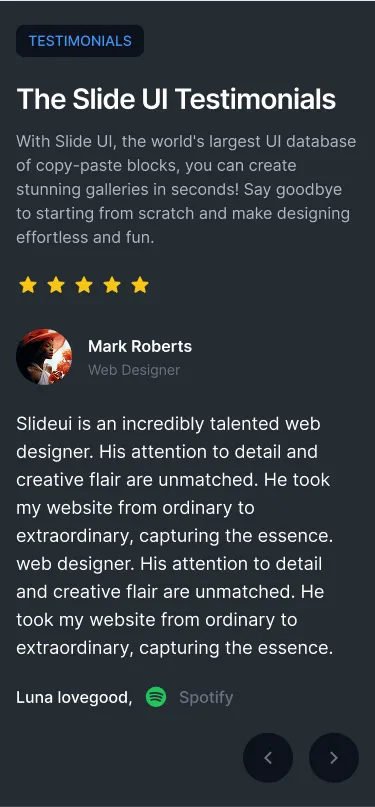 TESTIMONIALS
The Slide UI Testimonials
With Slide UI, the world's largest UI database
of copy-paste blocks, you can create
stunning galleries in seconds! Say goodbye
to starting from scratch and make designing
effortless and fun.
Mark Roberts
Web Designer
Slideui is an incredibly talented web
designer. His attention to detail and
creative flair are unmatched. He took
my website from ordinary to
extraordinary, capturing the essence.
web designer. His attention to detail
and creative flair are unmatched. He
took my website from ordinary to
extraordinary, capturing the essence.
Luna lovegood, Spotify